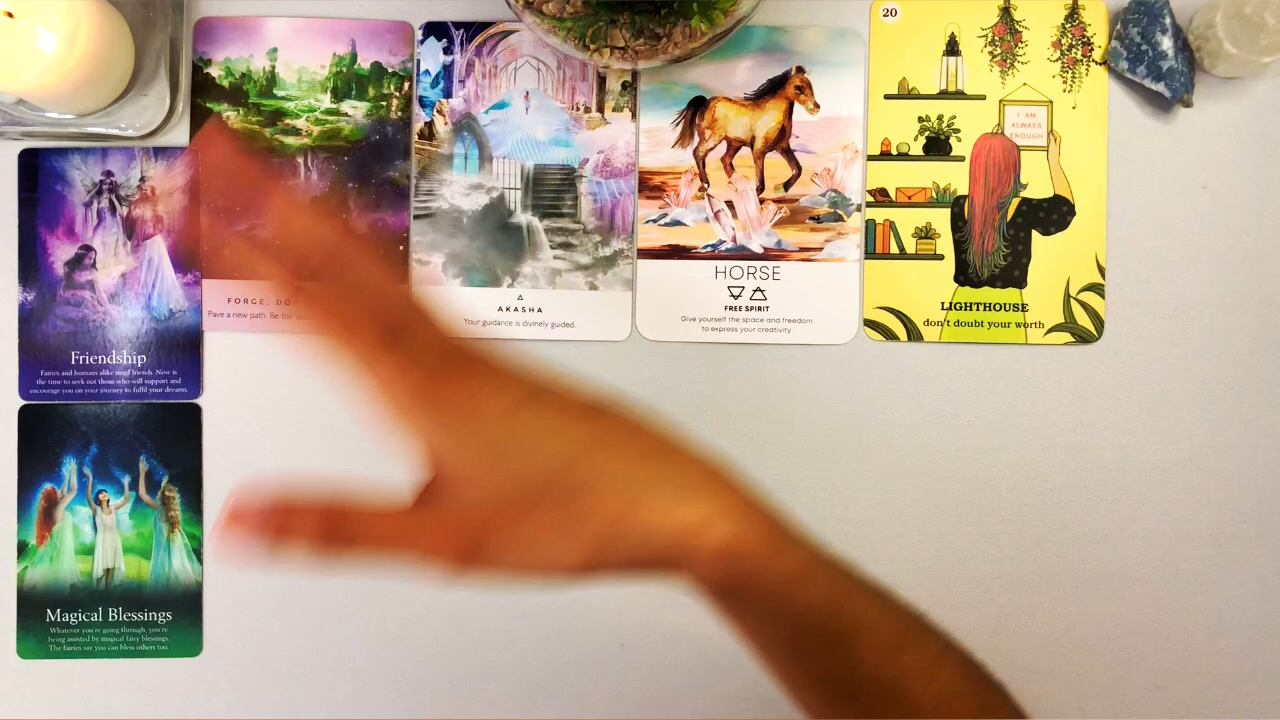 Friendship
Fairies and humans alike need friends. Now is
the time to seek out those who will support and
encourage you on your journey to fulfil your dreams.
Magical Blessings
Whatever you're going through, you're
being assisted by magical fairy blessings.
The fairies say you can bless others too.
FORGE, DO
Pave a new path. Be the
AKASHA
Your guidance is divinely guided.
HORSE
FREE SPIRIT
Give yourself the space and freedom
to express your creativity
20
I AM
ALWAYS
ENOUGH
LIGHTHOUSE
don't doubt your worth